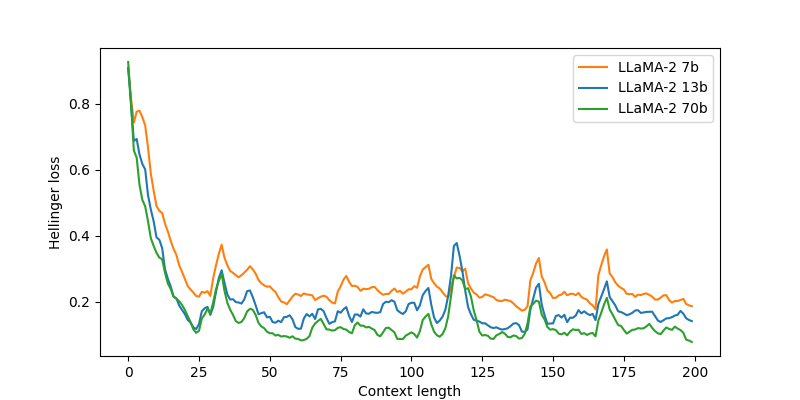 LLaMA-2 7b
LLaMA-2 13b
LLaMA-2 70b
0.8
0.6
0.4
0.2
Hellinger loss
0 25 50 75 100 125 150 175 200
Context length